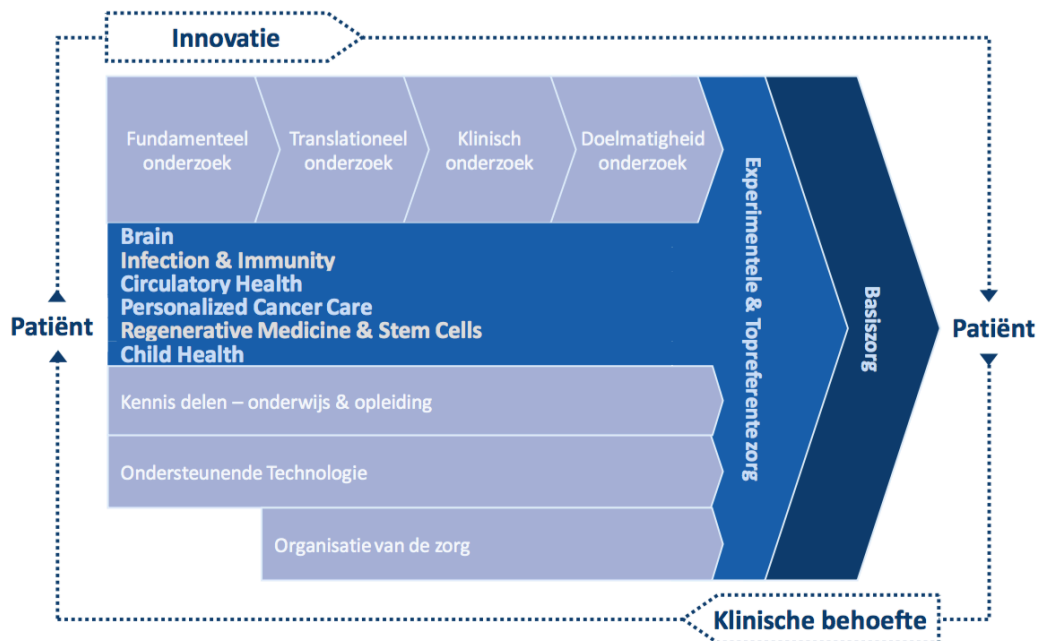 Innovatie
Fundamenteel
onderzoek
Translationeel
onderzoek
Klinisch
onderzoek
Doelmatigheid
onderzoek
Brain
Infection & Immunity
Circulatory Health
Personalized Cancer Care
Regenerative Medicine & Stem Cells
Child Health
Kennis delen – onderwijs & opleiding
Ondersteunende Technologie
Organisatie van de zorg
Experimentele & Topreferente zorg
Basiszorg
Patiënt
Patiënt
Klinische behoefte